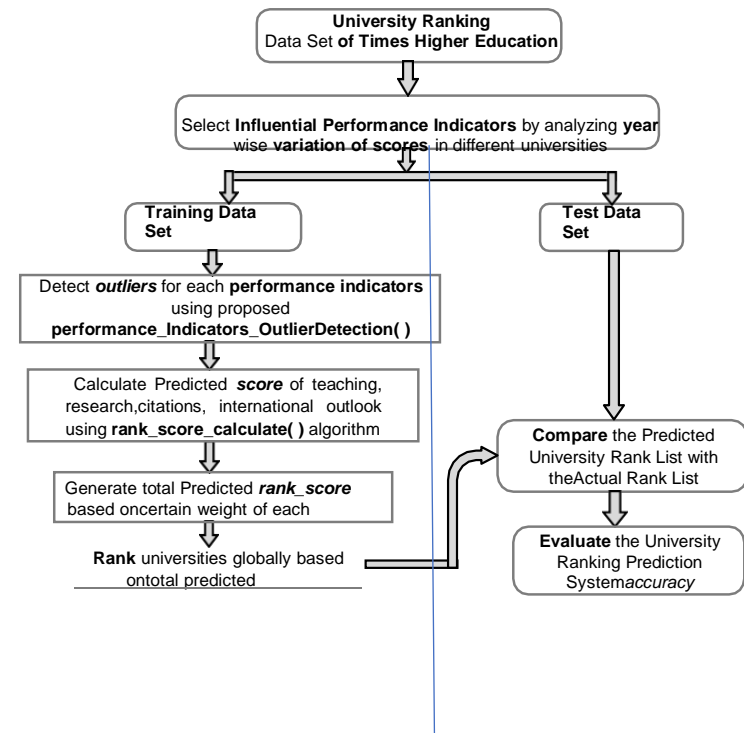 University Ranking
Data Set of Times Higher Education
Select Influential Performance Indicators by analyzing year
wise variation of scores in different universities
Training Data
Set
Test Data
Set
Detect outliers for each performance indicators
using proposed
performance_Indicators_OutlierDetection( )
Calculate Predicted score of teaching,
research,citations, international outlook
using rank_score_calculate( ) algorithm
Generate total Predicted rank_score
based oncertain weight of each
Rank universities globally based
ontotal predicted
Compare the Predicted
University Rank List with
theActual Rank List
Evaluate the University
Ranking Prediction
Systemaccuracy